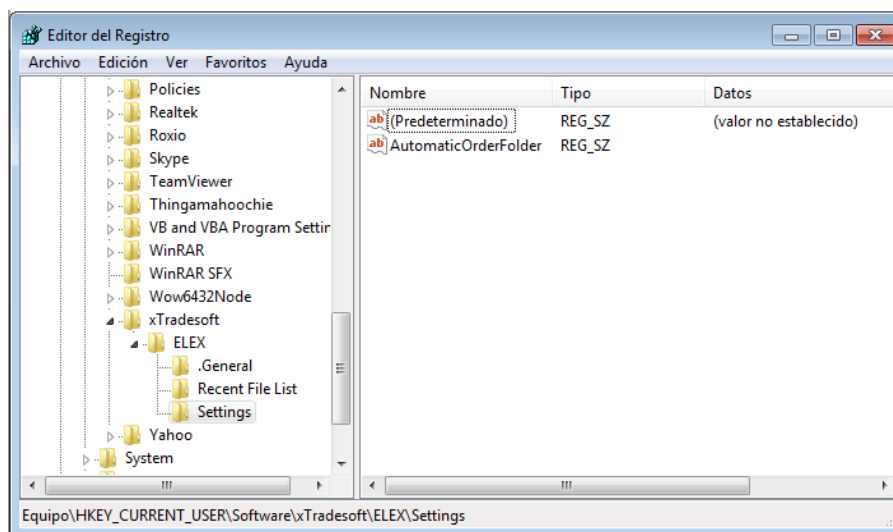 Editor del Registro
Archivo Edición Ver Favoritos Ayuda
Policies
Realtek
Roxio
Skype
TeamViewer
Thingamahoochie
VB and VBA Program Settin
WinRAR
WinRAR SFX
Wow6432Node
xTradesoft
ELEX
.General
Recent File List
Settings
Yahoo
System
Nombre Tipo Datos
(Predeterminado) REG_SZ (valor no establecido)
AutomaticOrderFolder REG_SZ
Equipo\HKEY_CURRENT_USER\Software\xTradesoft\ELEX\Settings